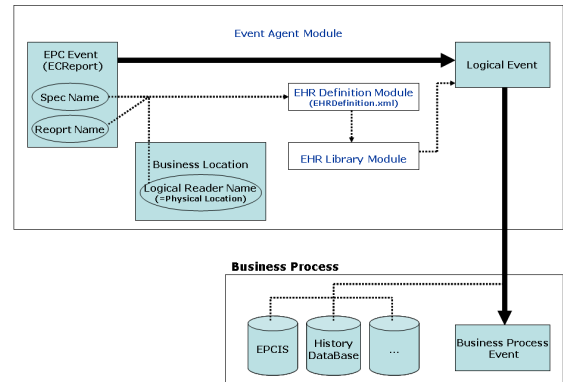 Event Agent Module
EPC Event
(ECReport)
Spec Name
Reoprt Name
Logical Event
EHR Definition Module
(EHRDefinition.xml)
EHR Library Module
Business Location
Logical Reader Name
(=Physical Location)
Business Process
EPCIS
History
DataBase
...
Business Process
Event